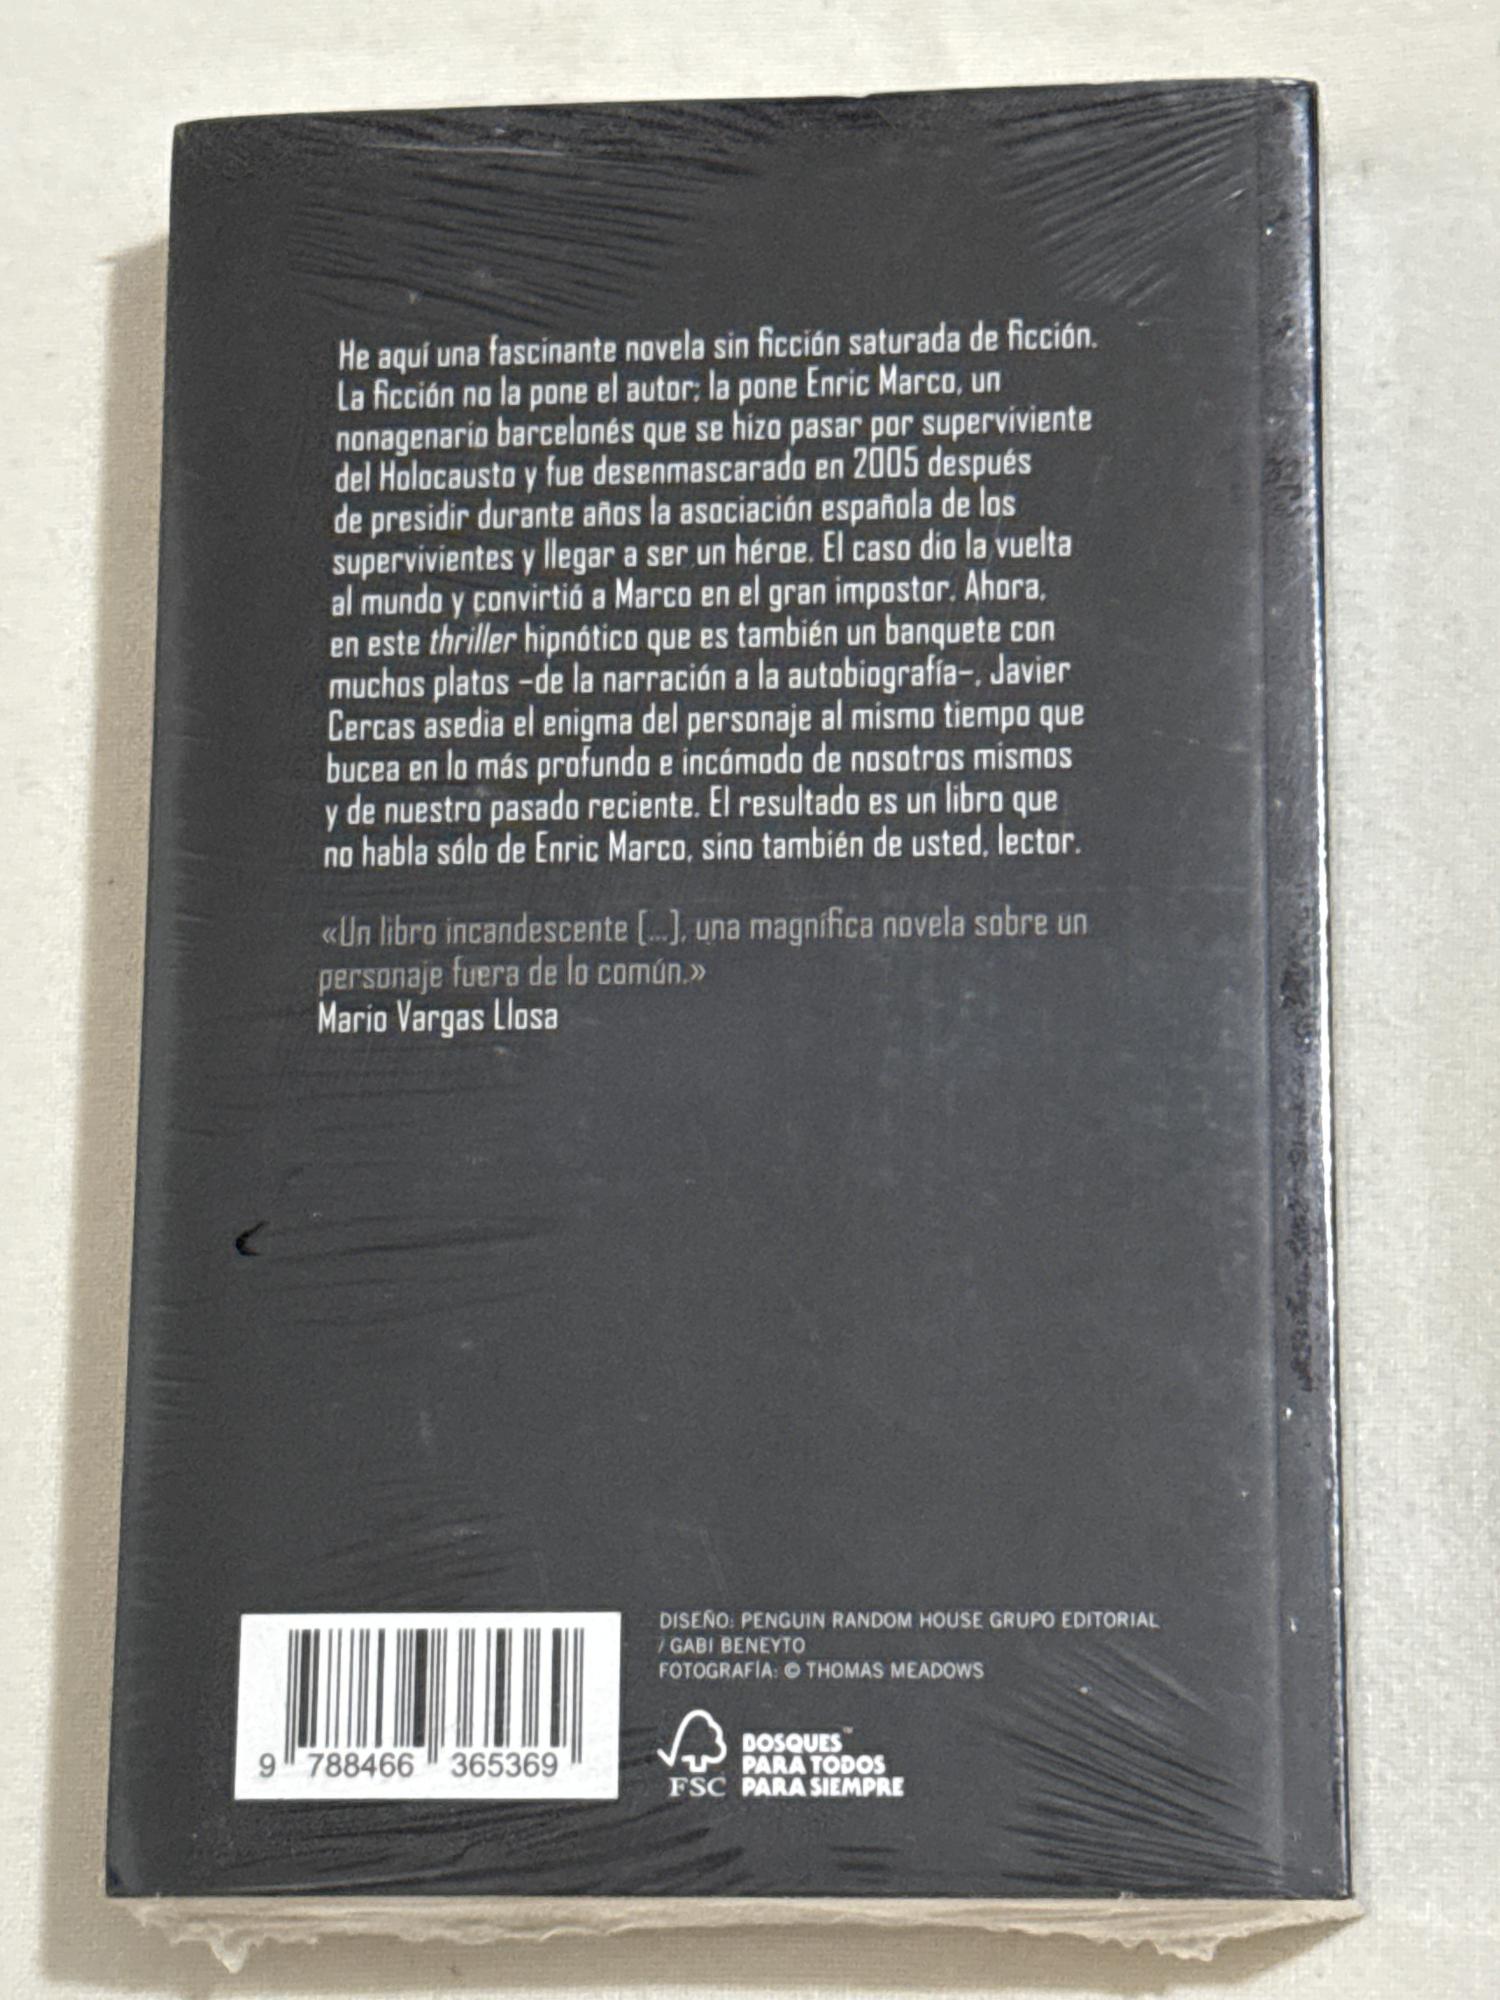 He aquí una fascinante novela sin ficción saturada de ficción.
La ficción no la pone el autor; la pone Enric Marco, un
nonagenario barcelonés que se hizo pasar por superviviente
del Holocausto y fue desenmascarado en 2005 después
de presidir durante años la asociación española de los
supervivientes y llegar a ser un héroe. El caso dio la vuelta
al mundo y convirtió a Marco en el gran impostor. Ahora,
en este thriller hipnótico que es también un banquete con
muchos platos –de la narración a la autobiografía–, Javier
Cercas asedia el enigma del personaje al mismo tiempo que
bucea en lo más profundo e incómodo de nosotros mismos
y de nuestro pasado reciente. El resultado es un libro que
no habla sólo de Enric Marco, sino también de usted, lector.
«Un libro incandescente [...], una magnífica novela sobre un
personaje fuera de lo común.»
Mario Vargas Llosa
DISEÑO: PENGUIN RANDOM HOUSE GRUPO EDITORIAL
/ GABI BENEYTO
FOTOGRAFÍA: © THOMAS MEADOWS
9 788466 365369
FSC
BOSQUES™
PARA TODOS
PARA SIEMPRE